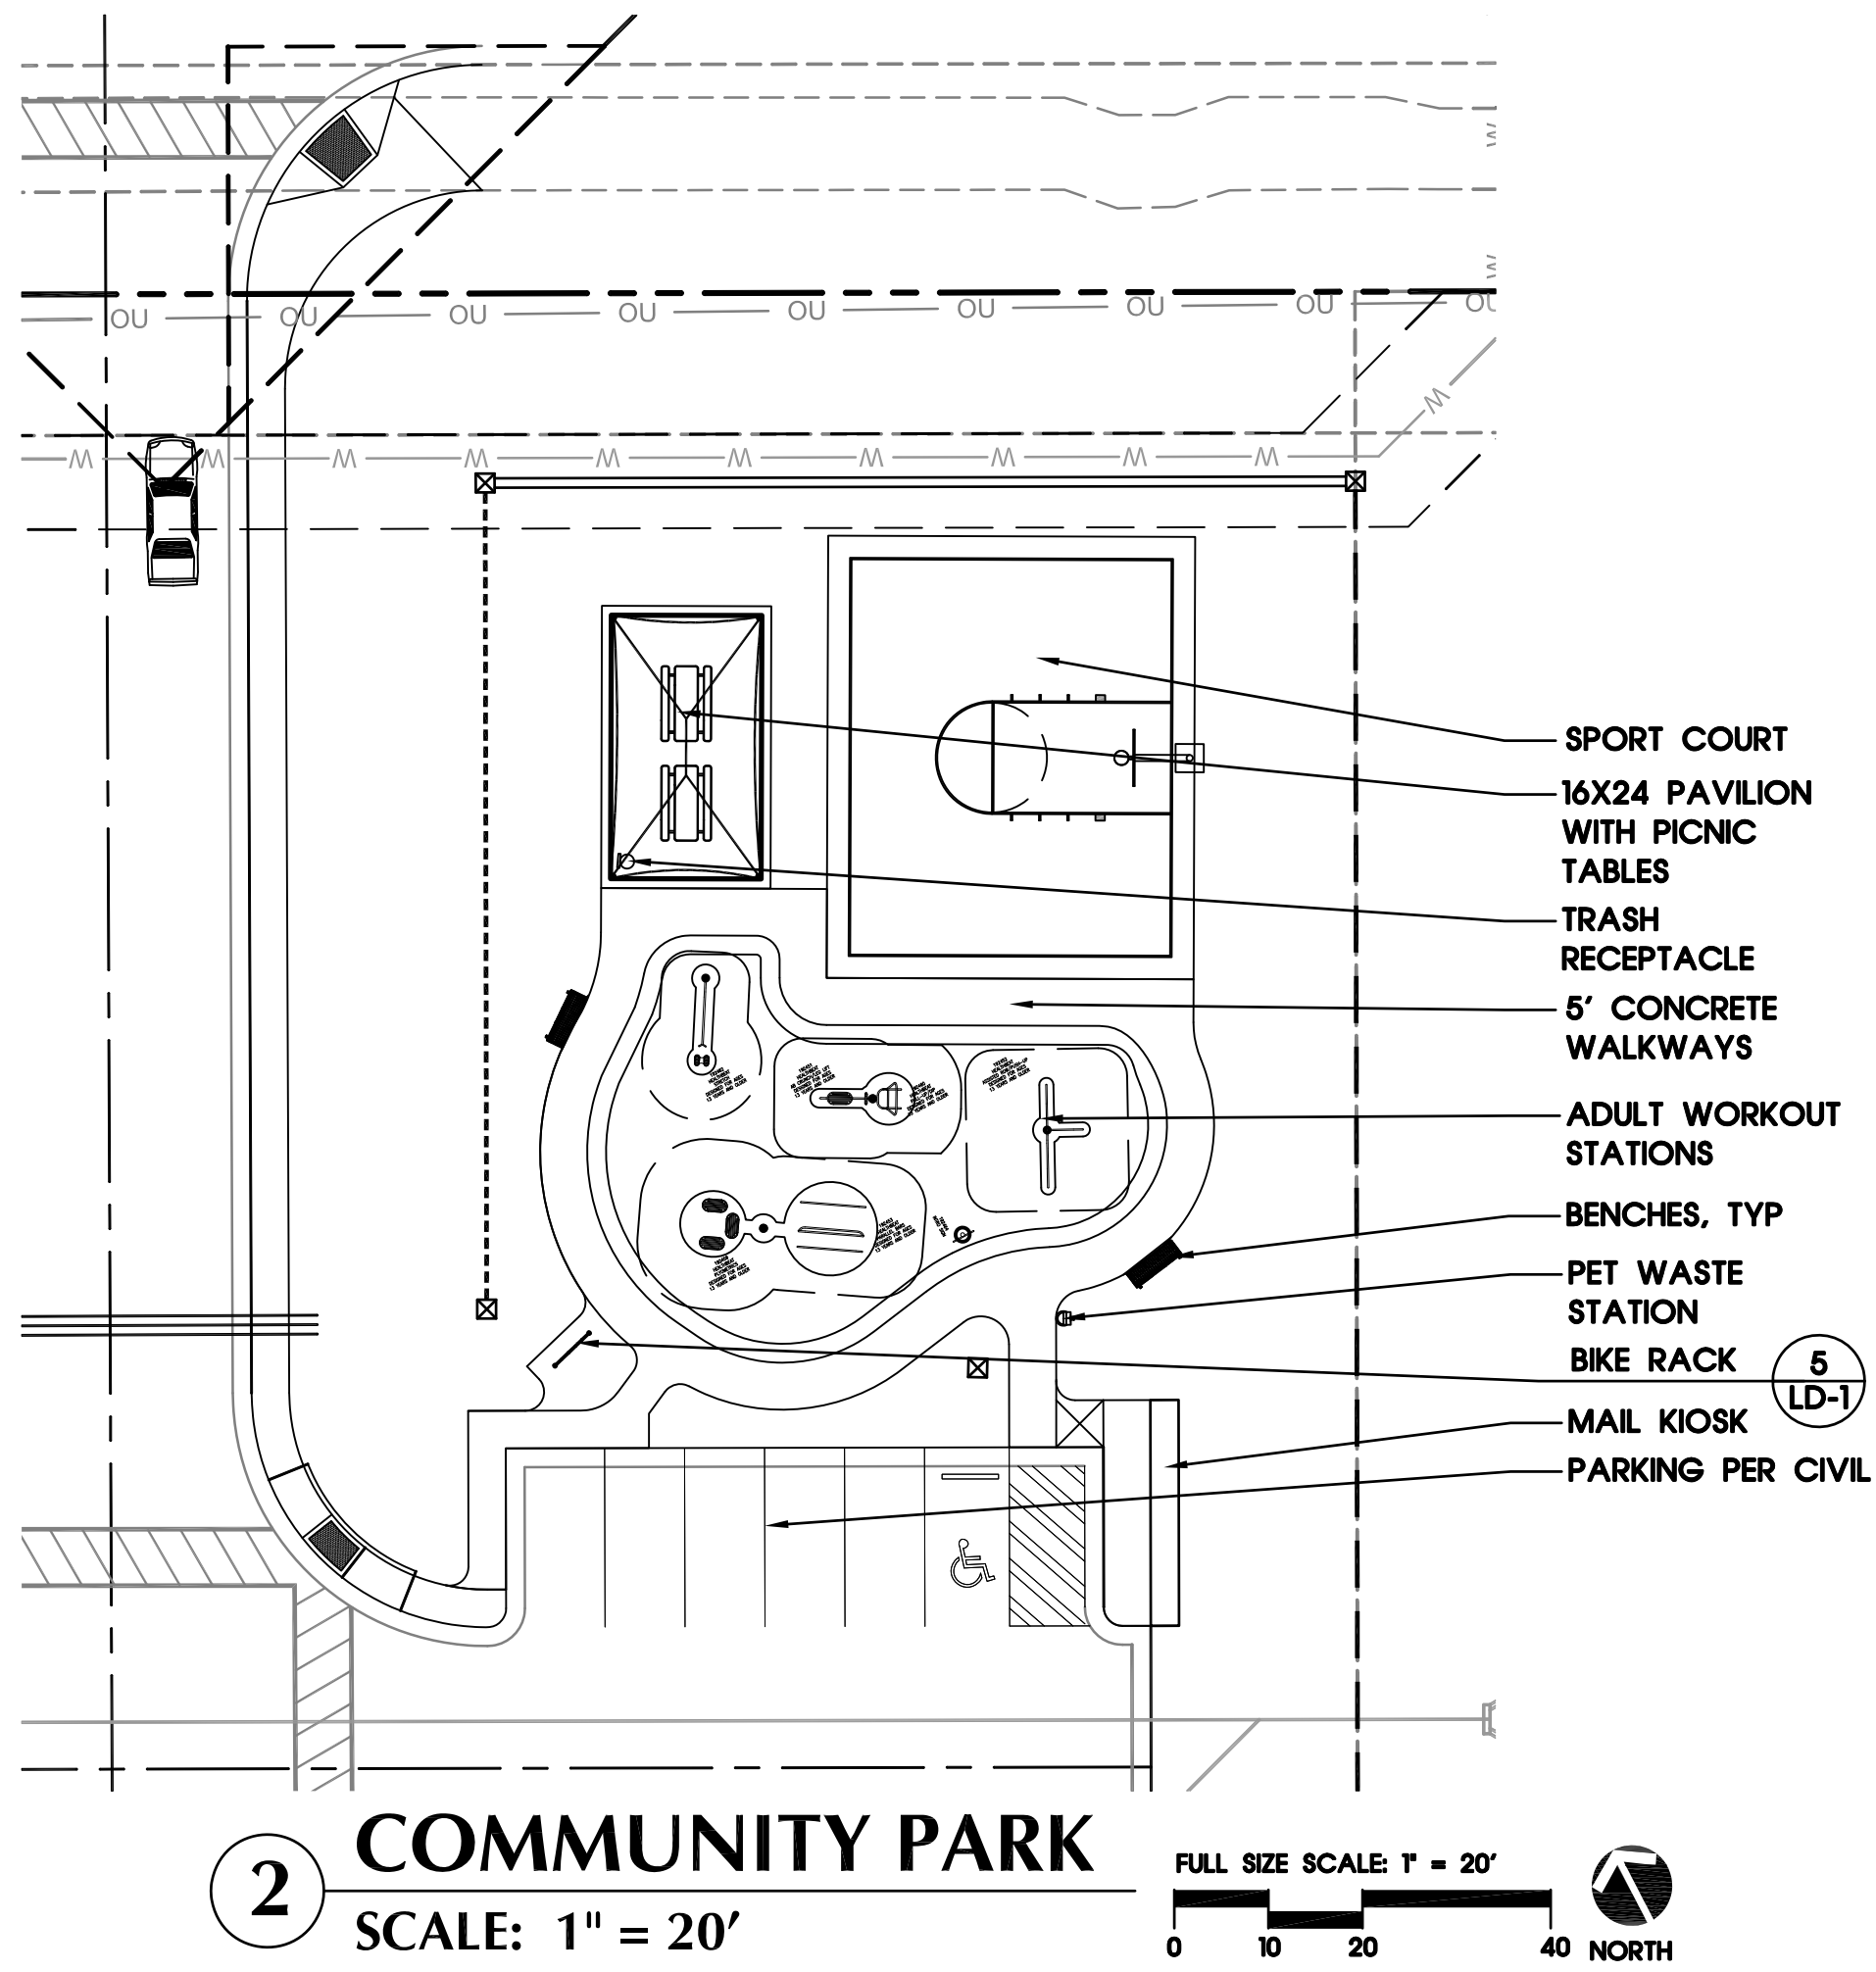 OU OU OU OU OU OU OU OU
W
W W W W W W W W W W
SPORT COURT
16X24 PAVILION
WITH PICNIC
TABLES
TRASH
RECEPTACLE
5' CONCRETE
WALKWAYS
ADULT WORKOUT
STATIONS
BENCHES, TYP
PET WASTE
STATION
BIKE RACK
5
LD-1
MAIL KIOSK
PARKING PER CIVIL
2
COMMUNITY PARK
SCALE: 1" = 20'
FULL SIZE SCALE: 1" = 20'
0 10 20 40
NORTH